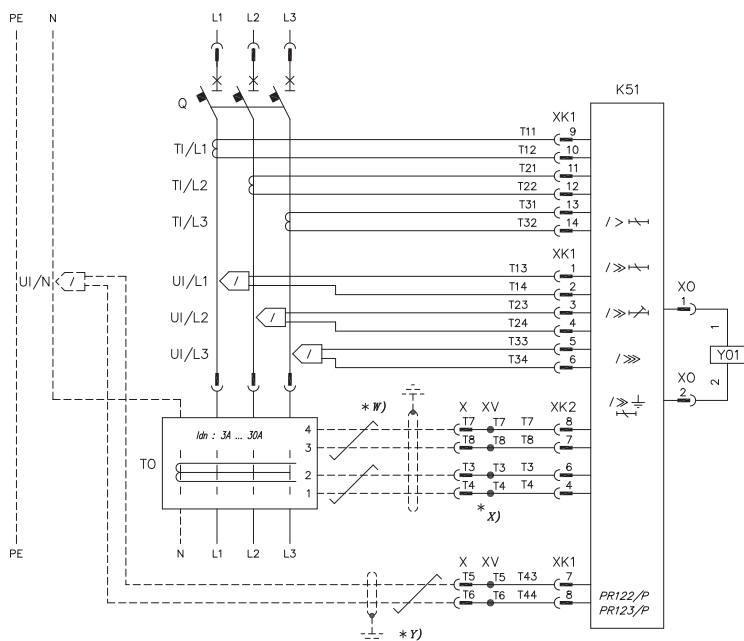 PE N L1 L2 L3
K51
Q
XK1
T11 9
TI/L1 T12 10
T21 11
TI/L2 T22 12
T31 13
TI/L3 T32 14
/>
XK1
UI/N UI/L1 T13 1
T14 2
/≫
XO
UI/L2 T23 3
/≫
1
1
T24 4
UI/L3 T33 5
/⋙
Y01
T34 6
2
XO
2
/≫
* W) X XV XK2
Idn : 3A ... 30A
4 T7 T7 T7 8
3 T8 T8 T8 7
TO
2 T3 T3 T3 6
1 T4 T4 T4 4
* X)
PE N L1 L2 L3
X XV XK1
T5 T5 T43 7
T6 T6 T44 8
PR122/P
PR123/P
* Y)